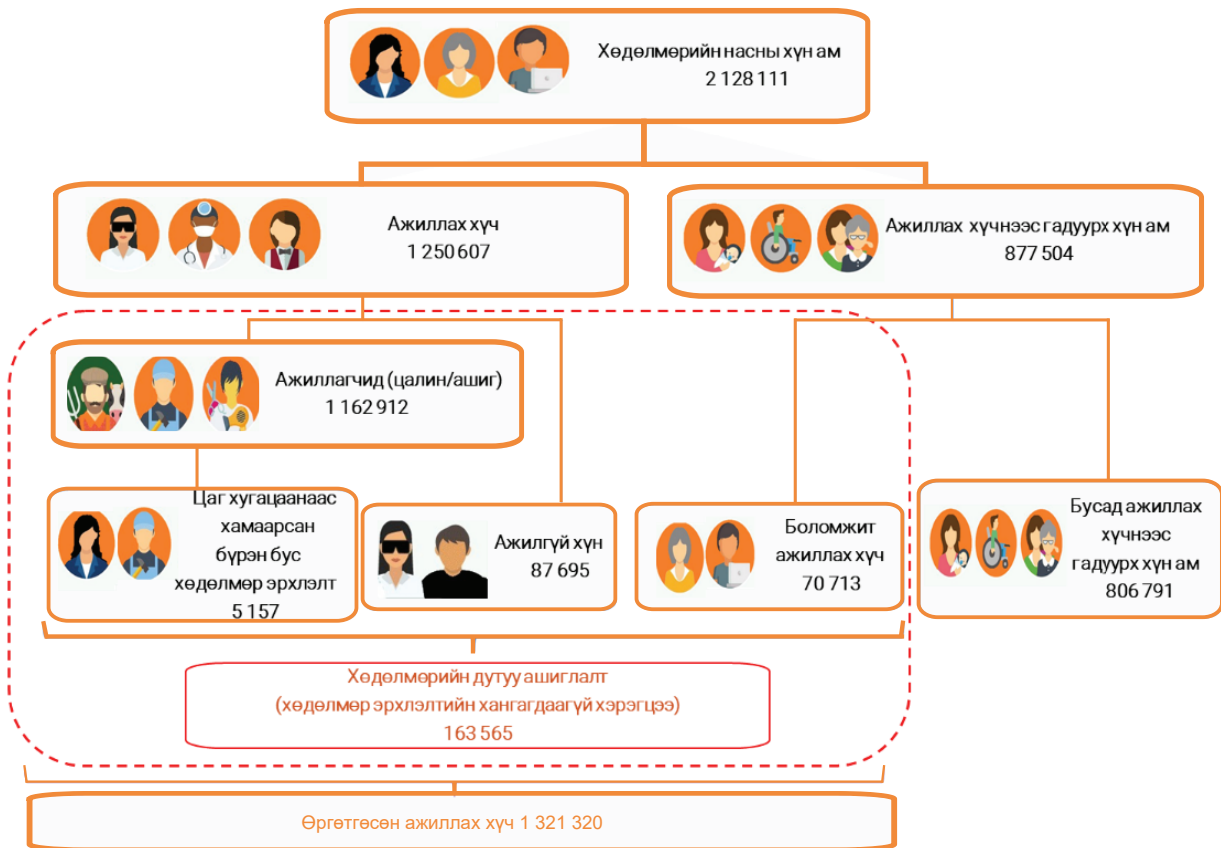 Хөдөлмөрийн насны хүн ам
2 128 111
Ажиллах хүч
1 250 607
Ажиллах хүчнээс гадуурх хүн ам
877 504
Ажиллагчид (цалин/ашиг)
1 162 912
Цаг хугацаанаас
хамаарсан
бүрэн бус
хөдөлмөр эрхлэлт
5 157
Ажилгүй хүн
87 695
Боломжит
ажиллах хүч
70 713
Бусад ажиллах
хүчнээс
гадуурх хүн ам
806 791
Хөдөлмөрийн дутуу ашиглалт
(хөдөлмөр эрхлэлтийн хангагдаагүй хэрэгцээ)
163 565
Өргөтгөсөн ажиллах хүч 1 321 320